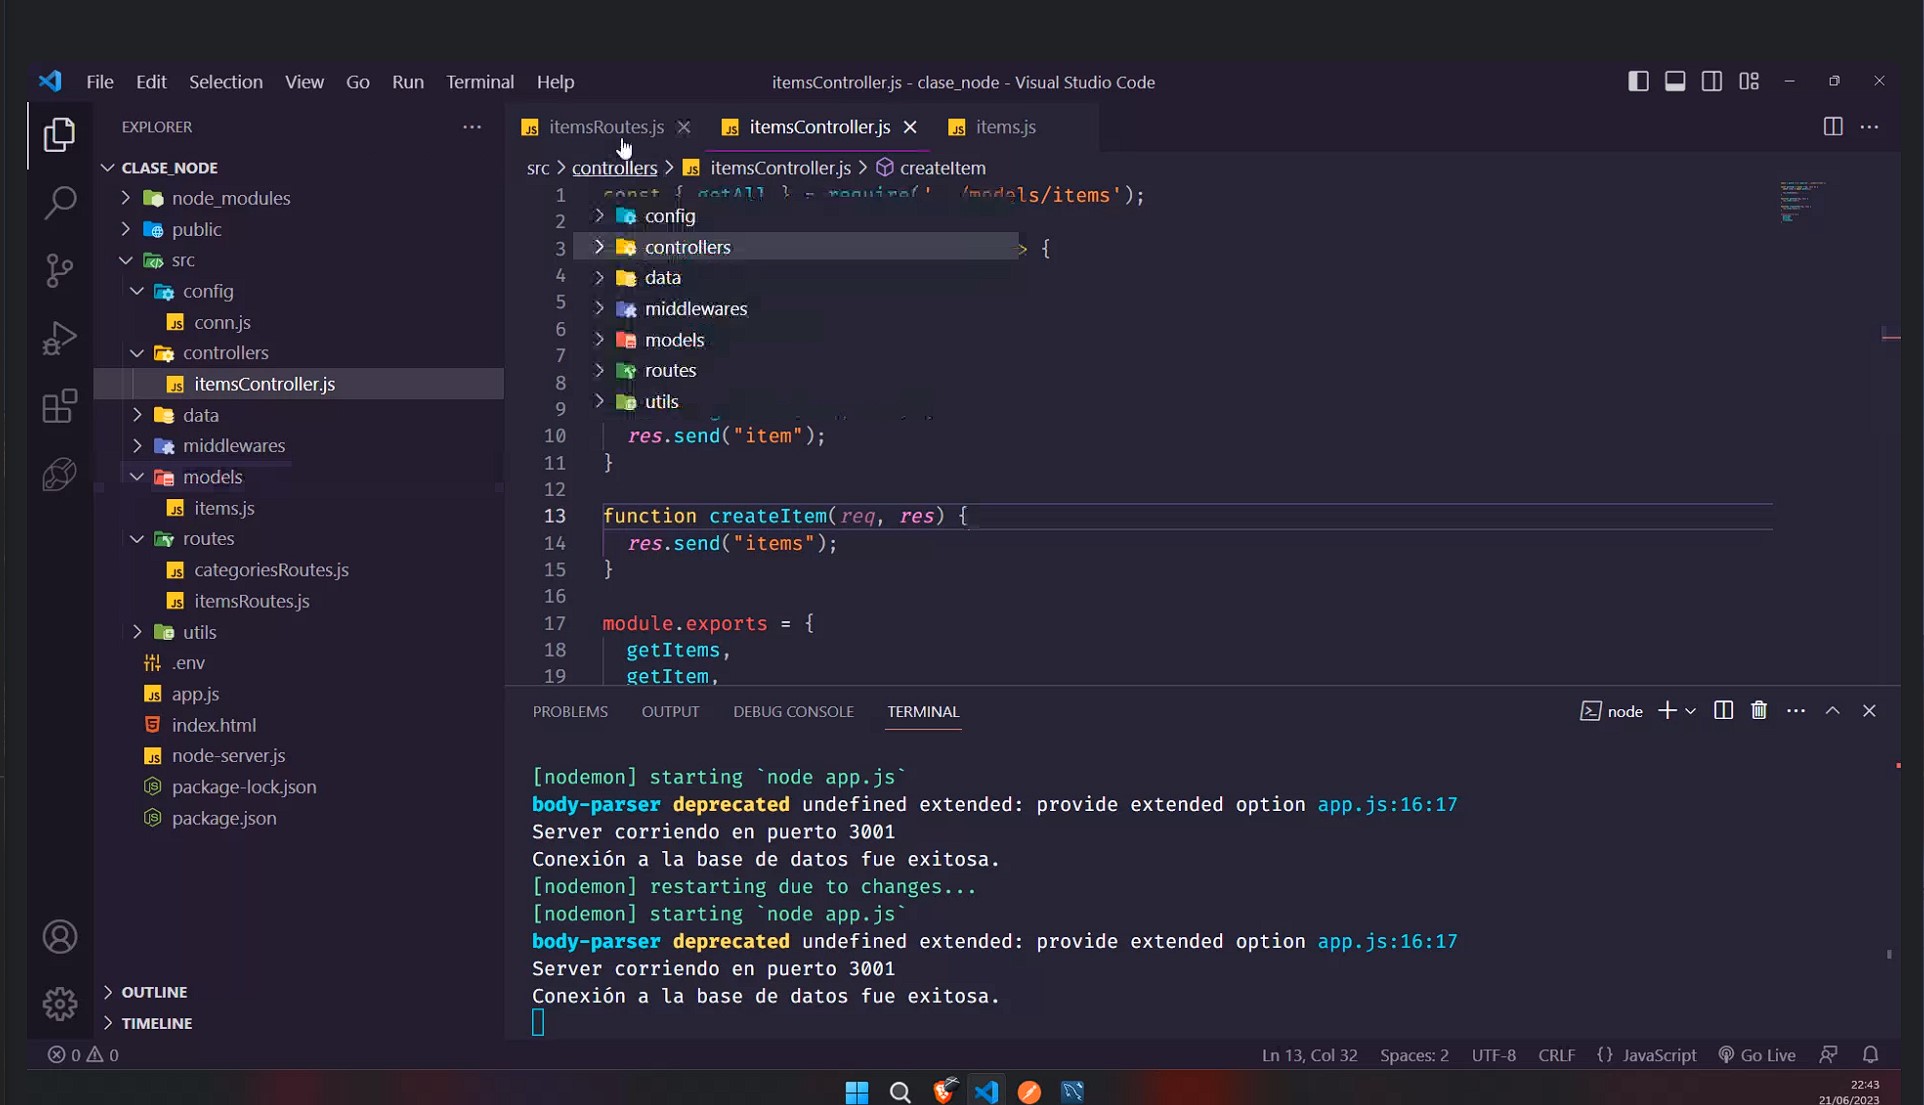 File Edit Selection View Go Run Terminal Help
itemsController.js - clase_node - Visual Studio Code
EXPLORER
CLASE_NODE
node_modules
public
src
config
conn.js
controllers
itemsController.js
data
middlewares
models
items.js
routes
categoriesRoutes.js
itemsRoutes.js
utils
.env
app.js
index.html
node-server.js
package-lock.json
package.json
OUTLINE
TIMELINE
itemsRoutes.js itemsController.js items.js
src > controllers > itemsController.js > createItem
1 const { getAll } = require(' /models/items');
2 config
3 controllers > {
4 data
5 middlewares
6
7 models
8 routes
9 utils
10 res.send("item");
11 }
12
13 function createItem(req, res) {
14 res.send("items");
15 }
16
17 module.exports = {
18 getItems,
19 getItem,
PROBLEMS OUTPUT DEBUG CONSOLE TERMINAL
node
[nodemon] starting `node app.js`
body-parser deprecated undefined extended: provide extended option app.js:16:17
Server corriendo en puerto 3001
Conexión a la base de datos fue exitosa.
[nodemon] restarting due to changes...
[nodemon] starting `node app.js`
body-parser deprecated undefined extended: provide extended option app.js:16:17
Server corriendo en puerto 3001
Conexión a la base de datos fue exitosa.
0 0
Ln 13, Col 32 Spaces: 2 UTF-8 CRLF {} JavaScript Go Live
22:43
21/06/2023